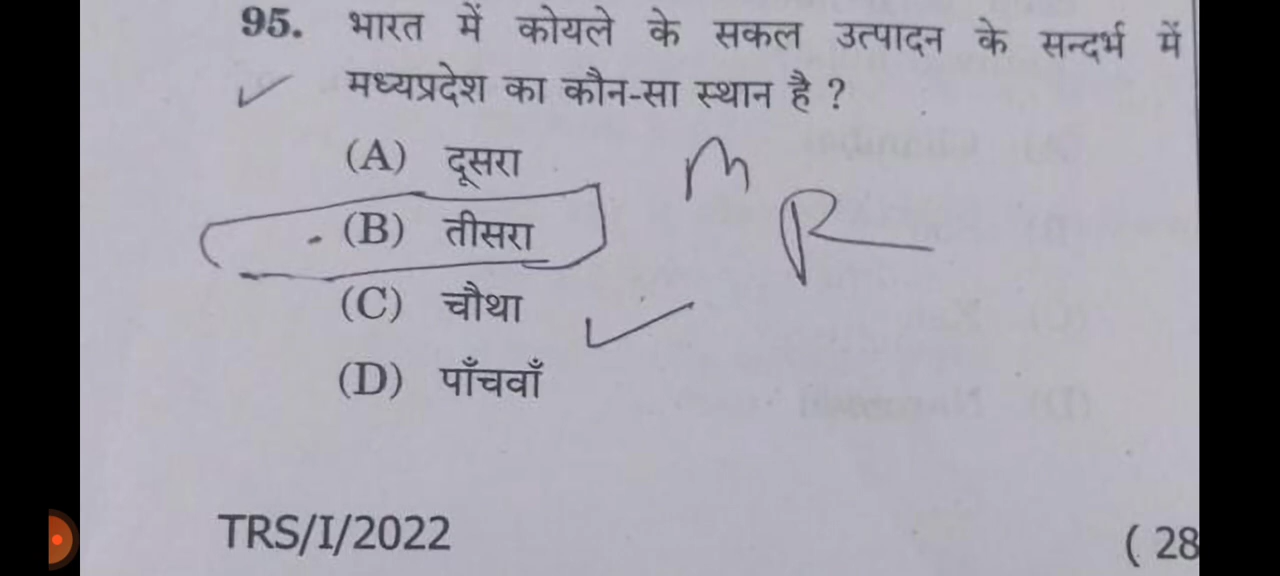 95. भारत में कोयले के सकल उत्पादन के सन्दर्भ में
मध्यप्रदेश का कौन-सा स्थान है ?
(A) दूसरा
(B) तीसरा
(C) चौथा
(D) पाँचवाँ
TRS/I/2022
( 28